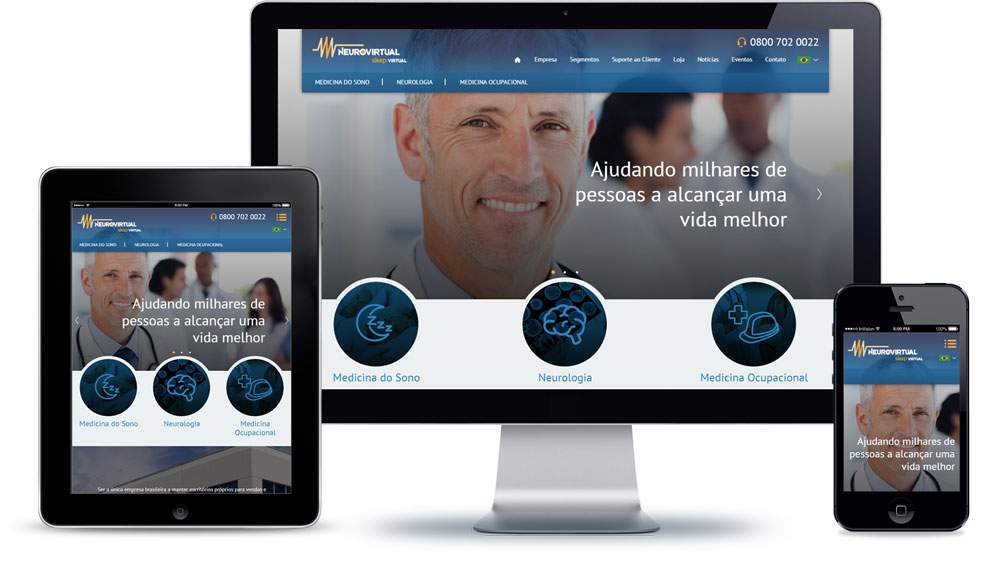 NEUROVIRTUAL
sleep VIRTUAL
0800 702 0022
Empresa Segmentos Suporte ao Cliente Loja Notícias Eventos Contato
MEDICINA DO SONO | NEUROLOGIA | MEDICINA OCUPACIONAL
Ajudando milhares de
pessoas a alcançar uma
vida melhor
Medicina do Sono Neurologia Medicina Ocupacional
8:00 PM 100%
NEUROVIRTUAL
sleep VIRTUAL
0800 702 0022
MEDICINA DO SONO | NEUROLOGIA | MEDICINA OCUPACIONAL
Ajudando milhares de
pessoas a alcançar uma
vida melhor
Medicina do Sono Neurologia Medicina
Ocupacional
Ser a única empresa brasileira a manter escritórios próprios para vendas e
8:00 PM 100%
NEUROVIRTUAL
sleep VIRTUAL
Ajudando milhares de
pessoas a alcançar uma
vida melhor